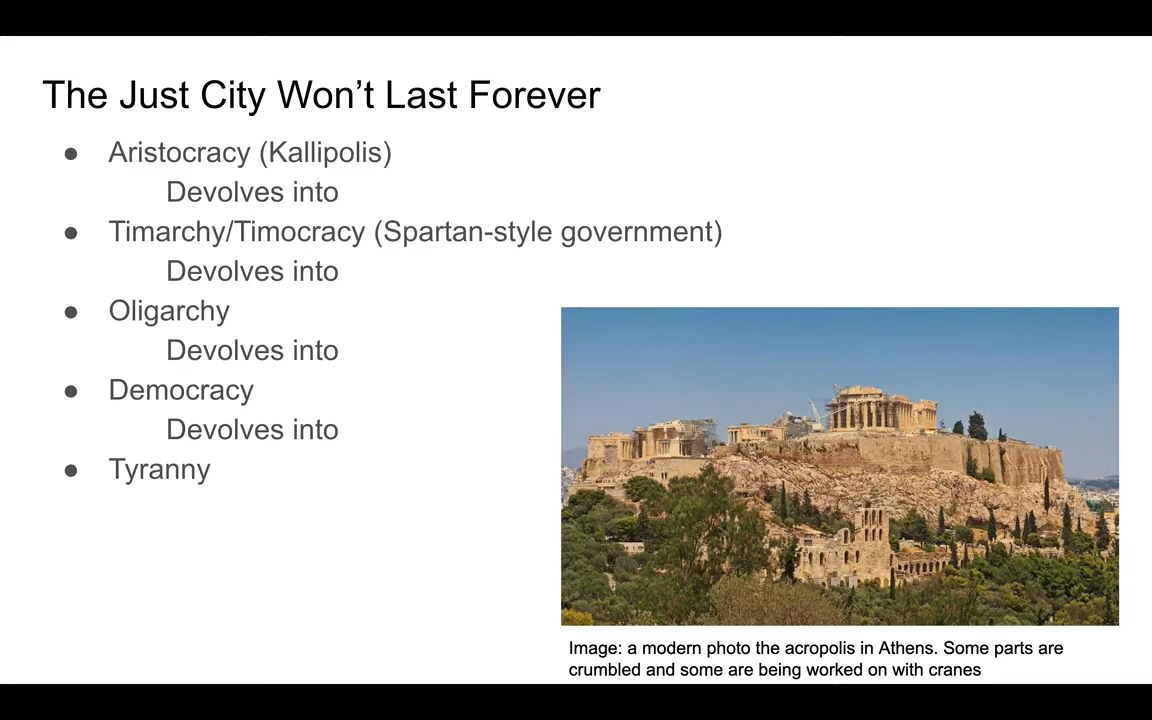 The Just City Won’t Last Forever
● Aristocracy (Kallipolis)
Devolves into
● Timarchy/Timocracy (Spartan-style government)
Devolves into
● Oligarchy
Devolves into
● Democracy
Devolves into
● Tyranny
Image: a modern photo the acropolis in Athens. Some parts are
crumbled and some are being worked on with cranes